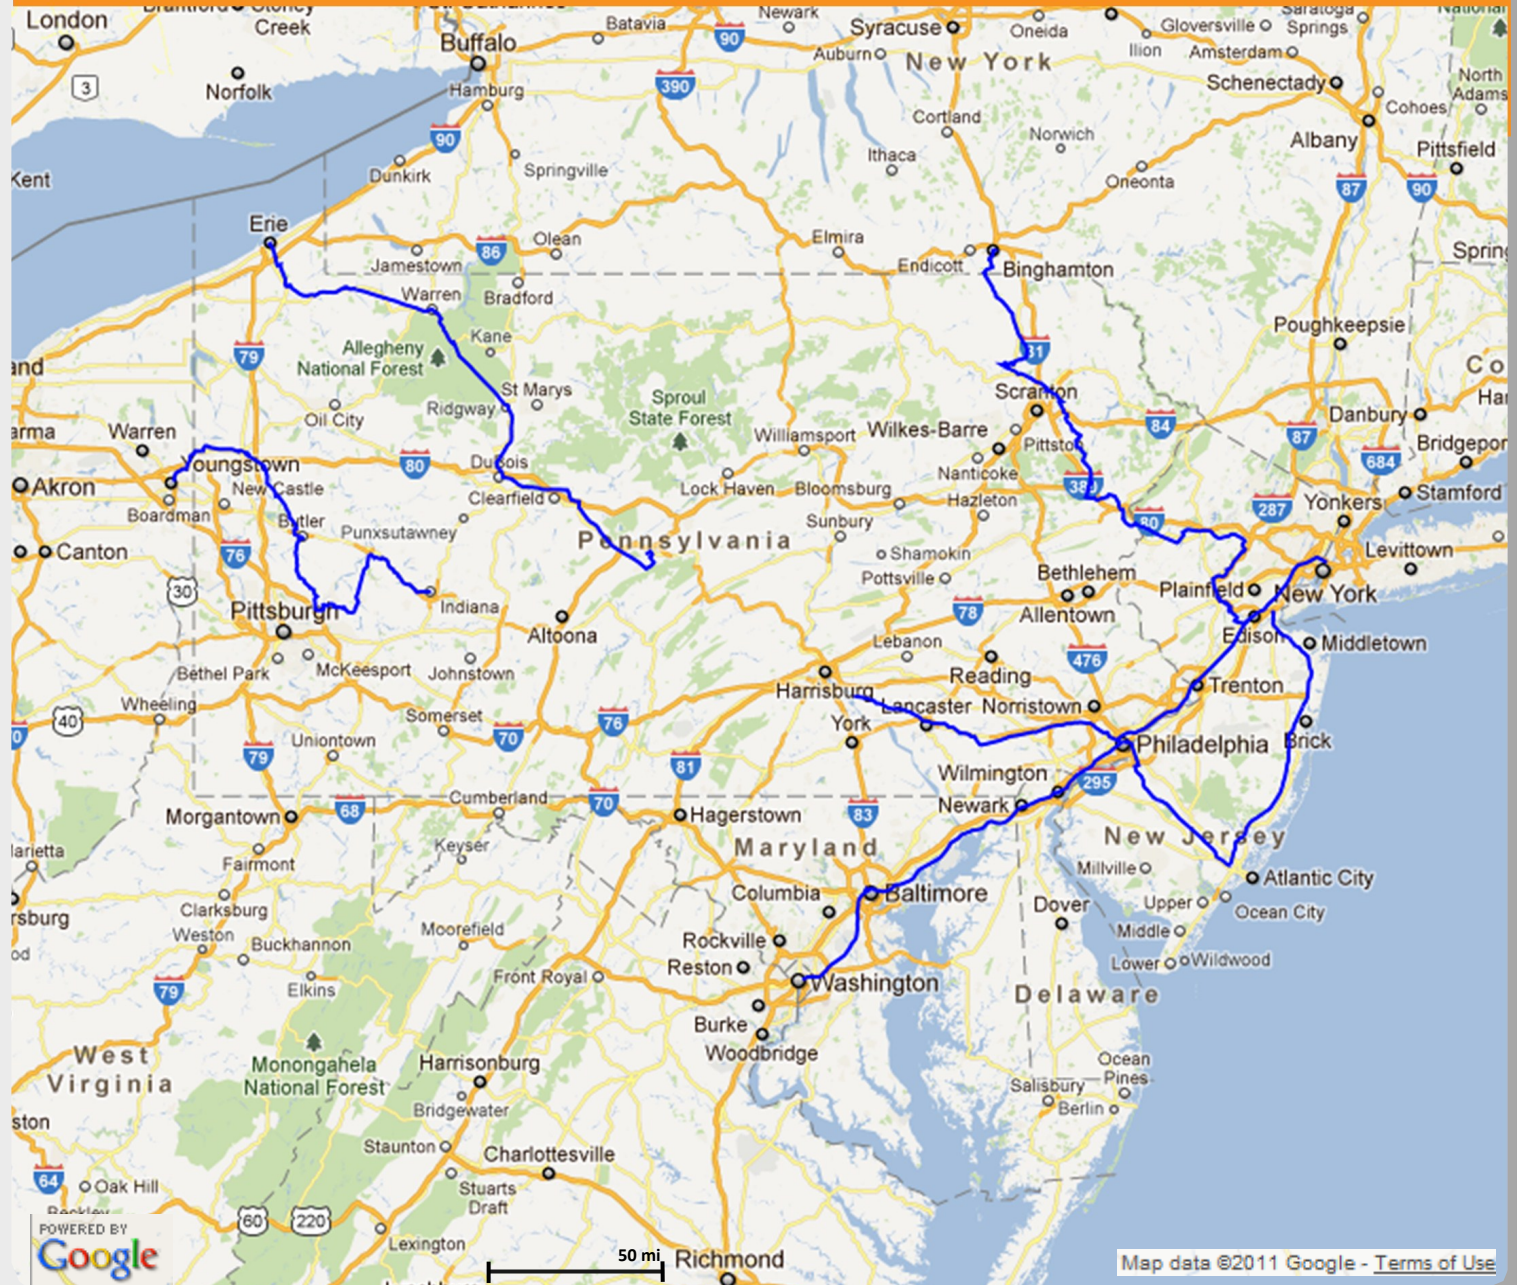 London
Stoney
Creek
Batavia
Newark
Syracuse
Oneida
Gloversville
Saratoga
Springs
National
Buffalo
90
Auburn
New York
Ilion
Amsterdam
3
Norfolk
Hamburg
390
Schenectady
North
Adams
Cohoes
90
Cortland
Norwich
Albany
Pittsfield
Kent
Dunkirk
Springville
Ithaca
Oneonta
87
90
Erie
Jamestown
86
Olean
Elmira
Endicott
Binghamton
Warren
Bradford
79
Allegheny
National Forest
Kane
Poughkeepsie
Oil City
Ridgway
St Marys
Sproul
State Forest
Scranton
84
Danbury
Warren
Williamsport
Wilkes-Barre
Pittston
87
Bridgepor
Akron
Youngstown
80
DuBois
Clearfield
Lock Haven
Bloomsburg
Nanticoke
Hazleton
380
684
Stamford
Boardman
New Castle
Butler
Punxsutawney
Sunbury
80
287
Yonkers
Canton
76
Pennsylvania
Shamokin
Levittown
30
Pottsville
Bethlehem
Plainfield
Pittsburgh
Indiana
Altoona
78
Allentown
New York
Edison
Middletown
Bethel Park
McKeesport
Johnstown
Lebanon
476
Wheeling
Harrisburg
Reading
Trenton
40
Somerset
70
76
York
Lancaster
Norristown
79
Uniontown
81
Philadelphia
Brick
Morgantown
68
Cumberland
70
Hagerstown
83
Wilmington
Newark
295
Fairmont
Keyser
Maryland
New Jersey
Millville
Clarksburg
Columbia
Baltimore
Atlantic City
Dover
Upper
Ocean City
Weston
Buckhannon
Moorefield
Rockville
Middle
79
Elkins
Front Royal
Reston
Washington
Lower
Wildwood
Delaware
West
Virginia
Monongahela
National Forest
Burke
Woodbridge
Harrisonburg
Bridgewater
Ocean
Pines
Salisbury
Berlin
64
Oak Hill
Staunton
Charlottesville
Stuarts
Draft
60
220
Lexington
POWERED BY
Google
50 mi
Richmond
Map data ©2011 Google - Terms of Use